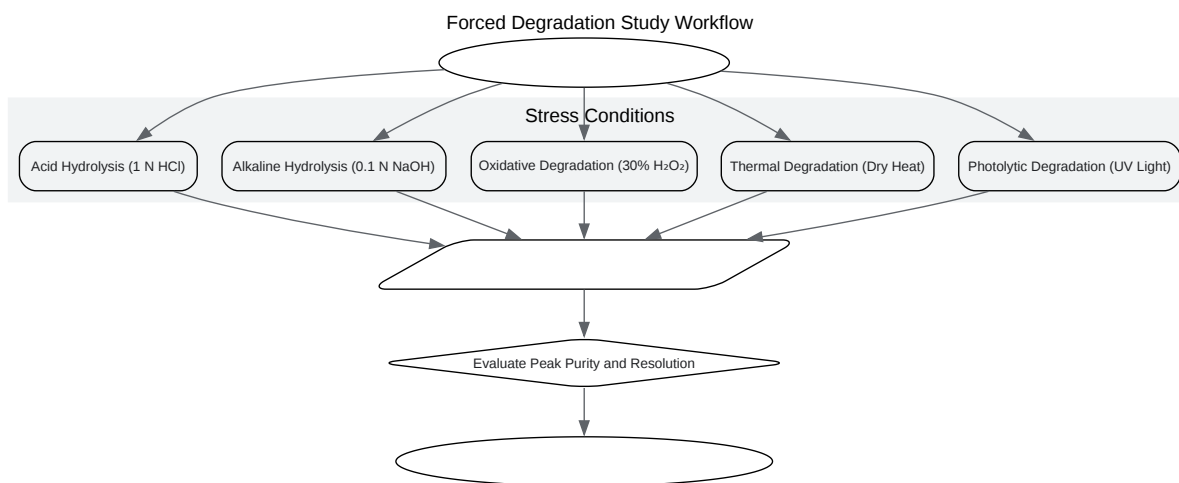 Forced Degradation Study Workflow
Stress Conditions
Acid Hydrolysis (1 N HCl)
Alkaline Hydrolysis (0.1 N NaOH)
Oxidative Degradation (30% H₂O₂)
Thermal Degradation (Dry Heat)
Photolytic Degradation (UV Light)
Evaluate Peak Purity and Resolution